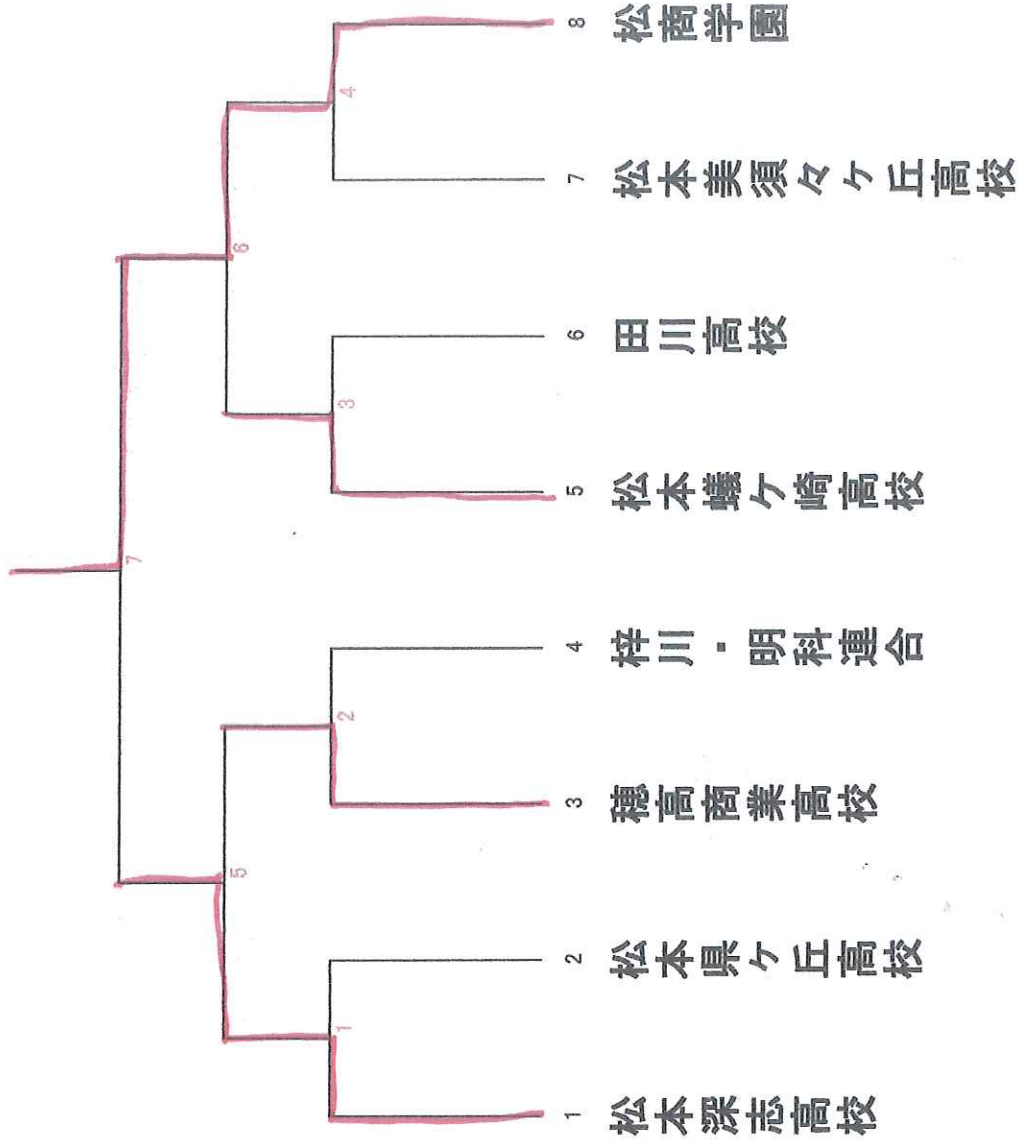 8 松商学園
7 松本美須々ケ丘高校
6 田川高校
5 松本蟻ケ崎高校
4 梓川・明科連合
3 穂高商業高校
2 松本県ケ丘高校
1 松本深志高校
4
3
2
1
6
5
7